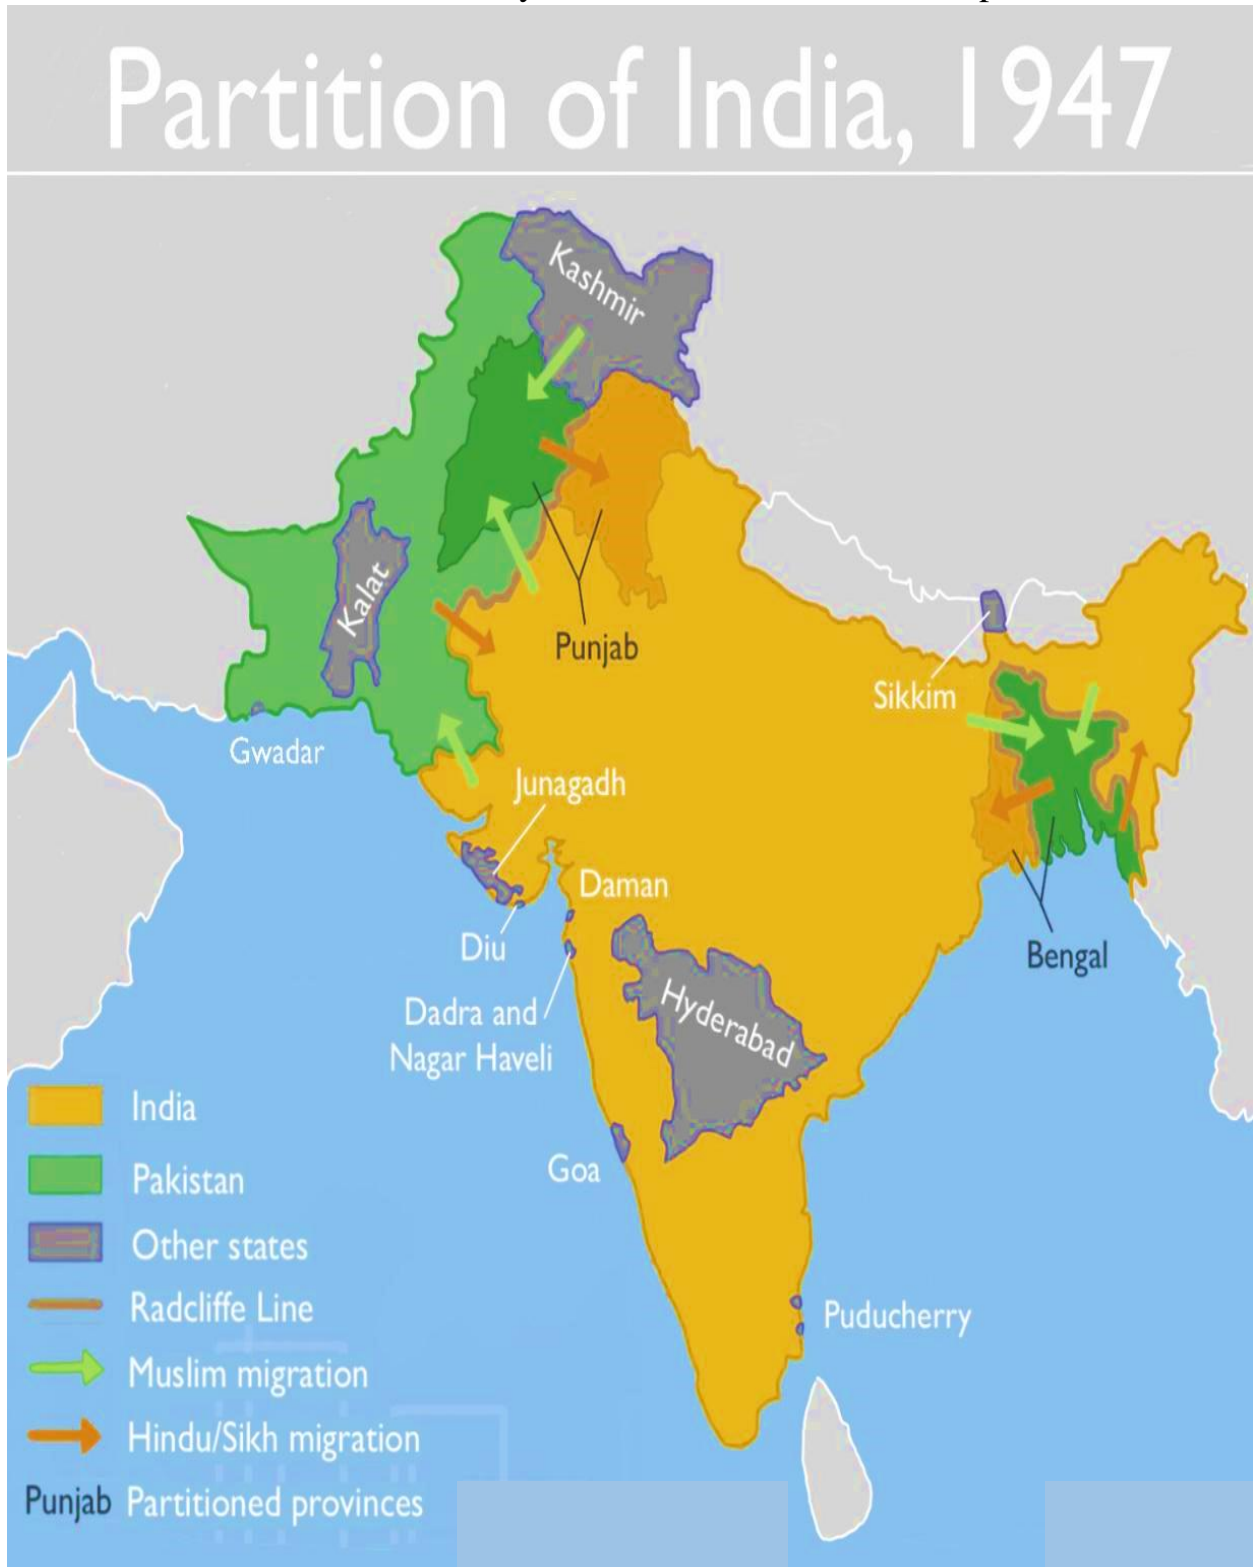 Partition of India, 1947
Kashmir
Kalat
Punjab
Sikkim
Gwadar
Junagadh
Daman
Diu
Bengal
Dadra and
Nagar Haveli
Hyderabad
Goa
Puducherry
India
Pakistan
Other states
Radcliffe Line
Muslim migration
Hindu/Sikh migration
Punjab Partitioned provinces